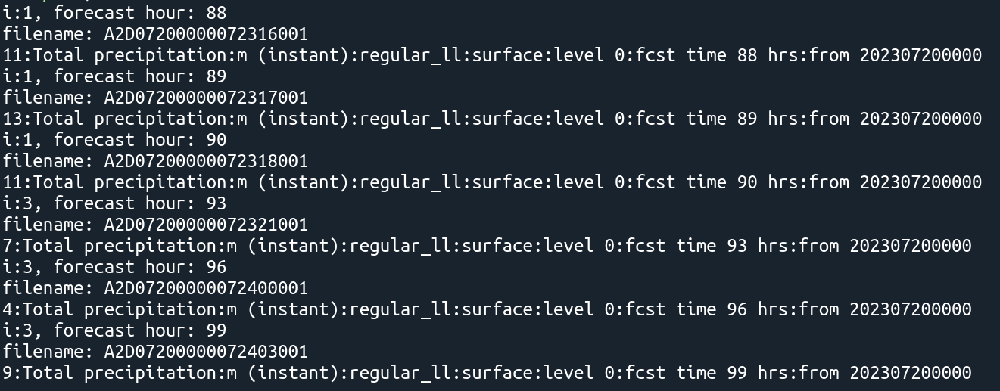 i:1, forecast hour: 88
filename: A2D07200000072316001
11:Total precipitation:m (instant):regular_ll:surface:level 0:fcst time 88 hrs:from 202307200000
i:1, forecast hour: 89
filename: A2D07200000072317001
13:Total precipitation:m (instant):regular_ll:surface:level 0:fcst time 89 hrs:from 202307200000
i:1, forecast hour: 90
filename: A2D07200000072318001
11:Total precipitation:m (instant):regular_ll:surface:level 0:fcst time 90 hrs:from 202307200000
i:3, forecast hour: 93
filename: A2D07200000072321001
7:Total precipitation:m (instant):regular_ll:surface:level 0:fcst time 93 hrs:from 202307200000
i:3, forecast hour: 96
filename: A2D07200000072400001
4:Total precipitation:m (instant):regular_ll:surface:level 0:fcst time 96 hrs:from 202307200000
i:3, forecast hour: 99
filename: A2D07200000072403001
9:Total precipitation:m (instant):regular_ll:surface:level 0:fcst time 99 hrs:from 202307200000